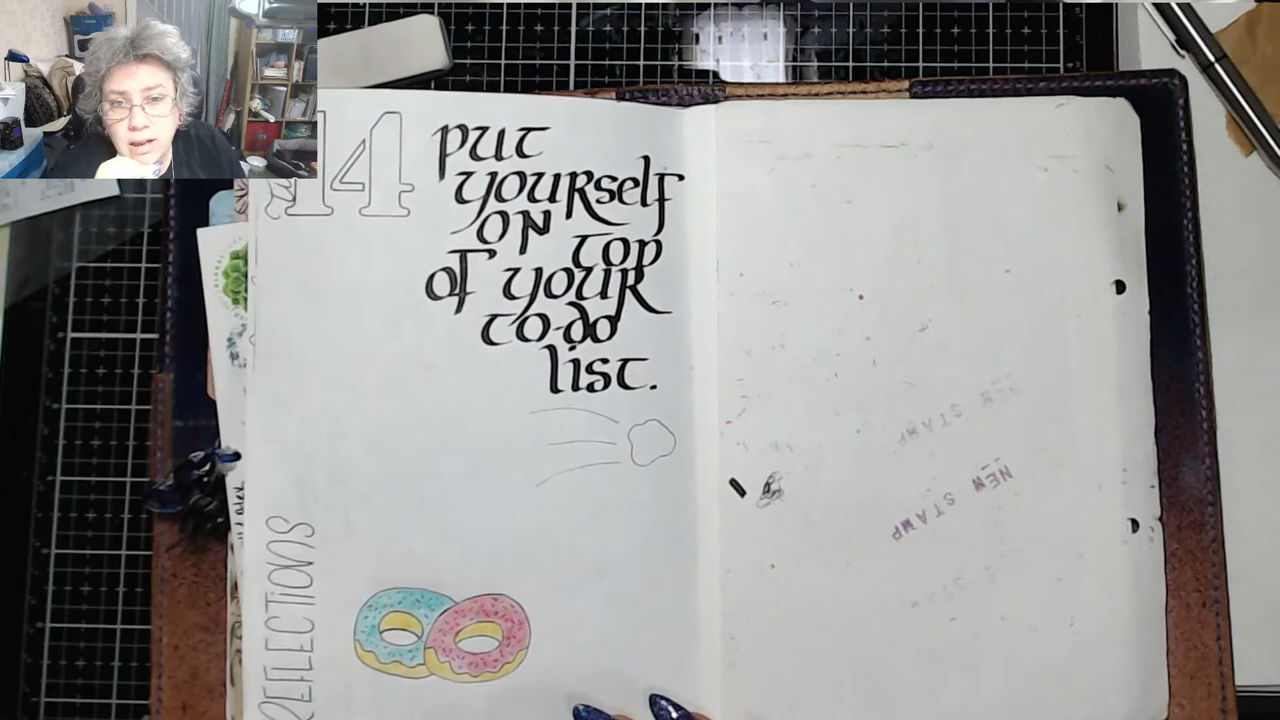 14
put
yourself
on top
of your
to-do
list.
NEW STAMP
NEW STAMP
REFLECTIONS